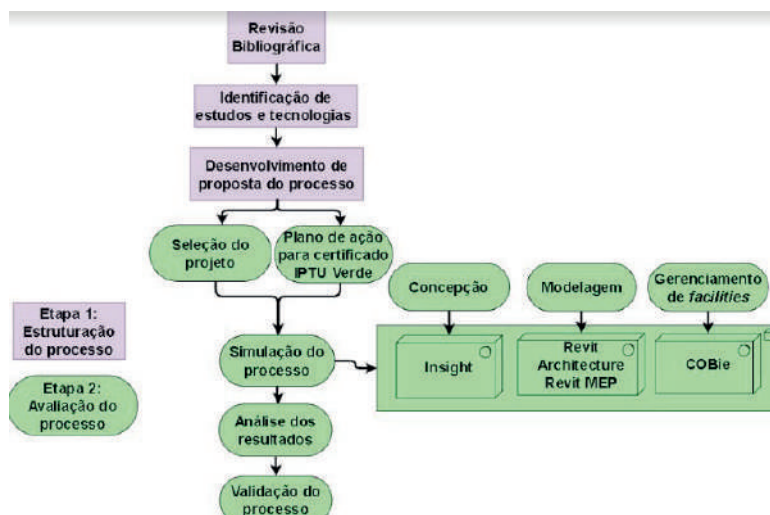 Revisão
Bibliográfica
Identificação de
estudos e tecnologias
Desenvolvimento de
proposta do processo
Seleção do
projeto
Plano de ação
para certificado
IPTU Verde
Concepção
Modelagem
Gerenciamento
de facilities
Etapa 1:
Estruturação
do processo
Simulação do
processo
Insight
Revit
Architecture
Revit MEP
COBie
Etapa 2:
Avaliação do
processo
Análise dos
resultados
Validação do
processo